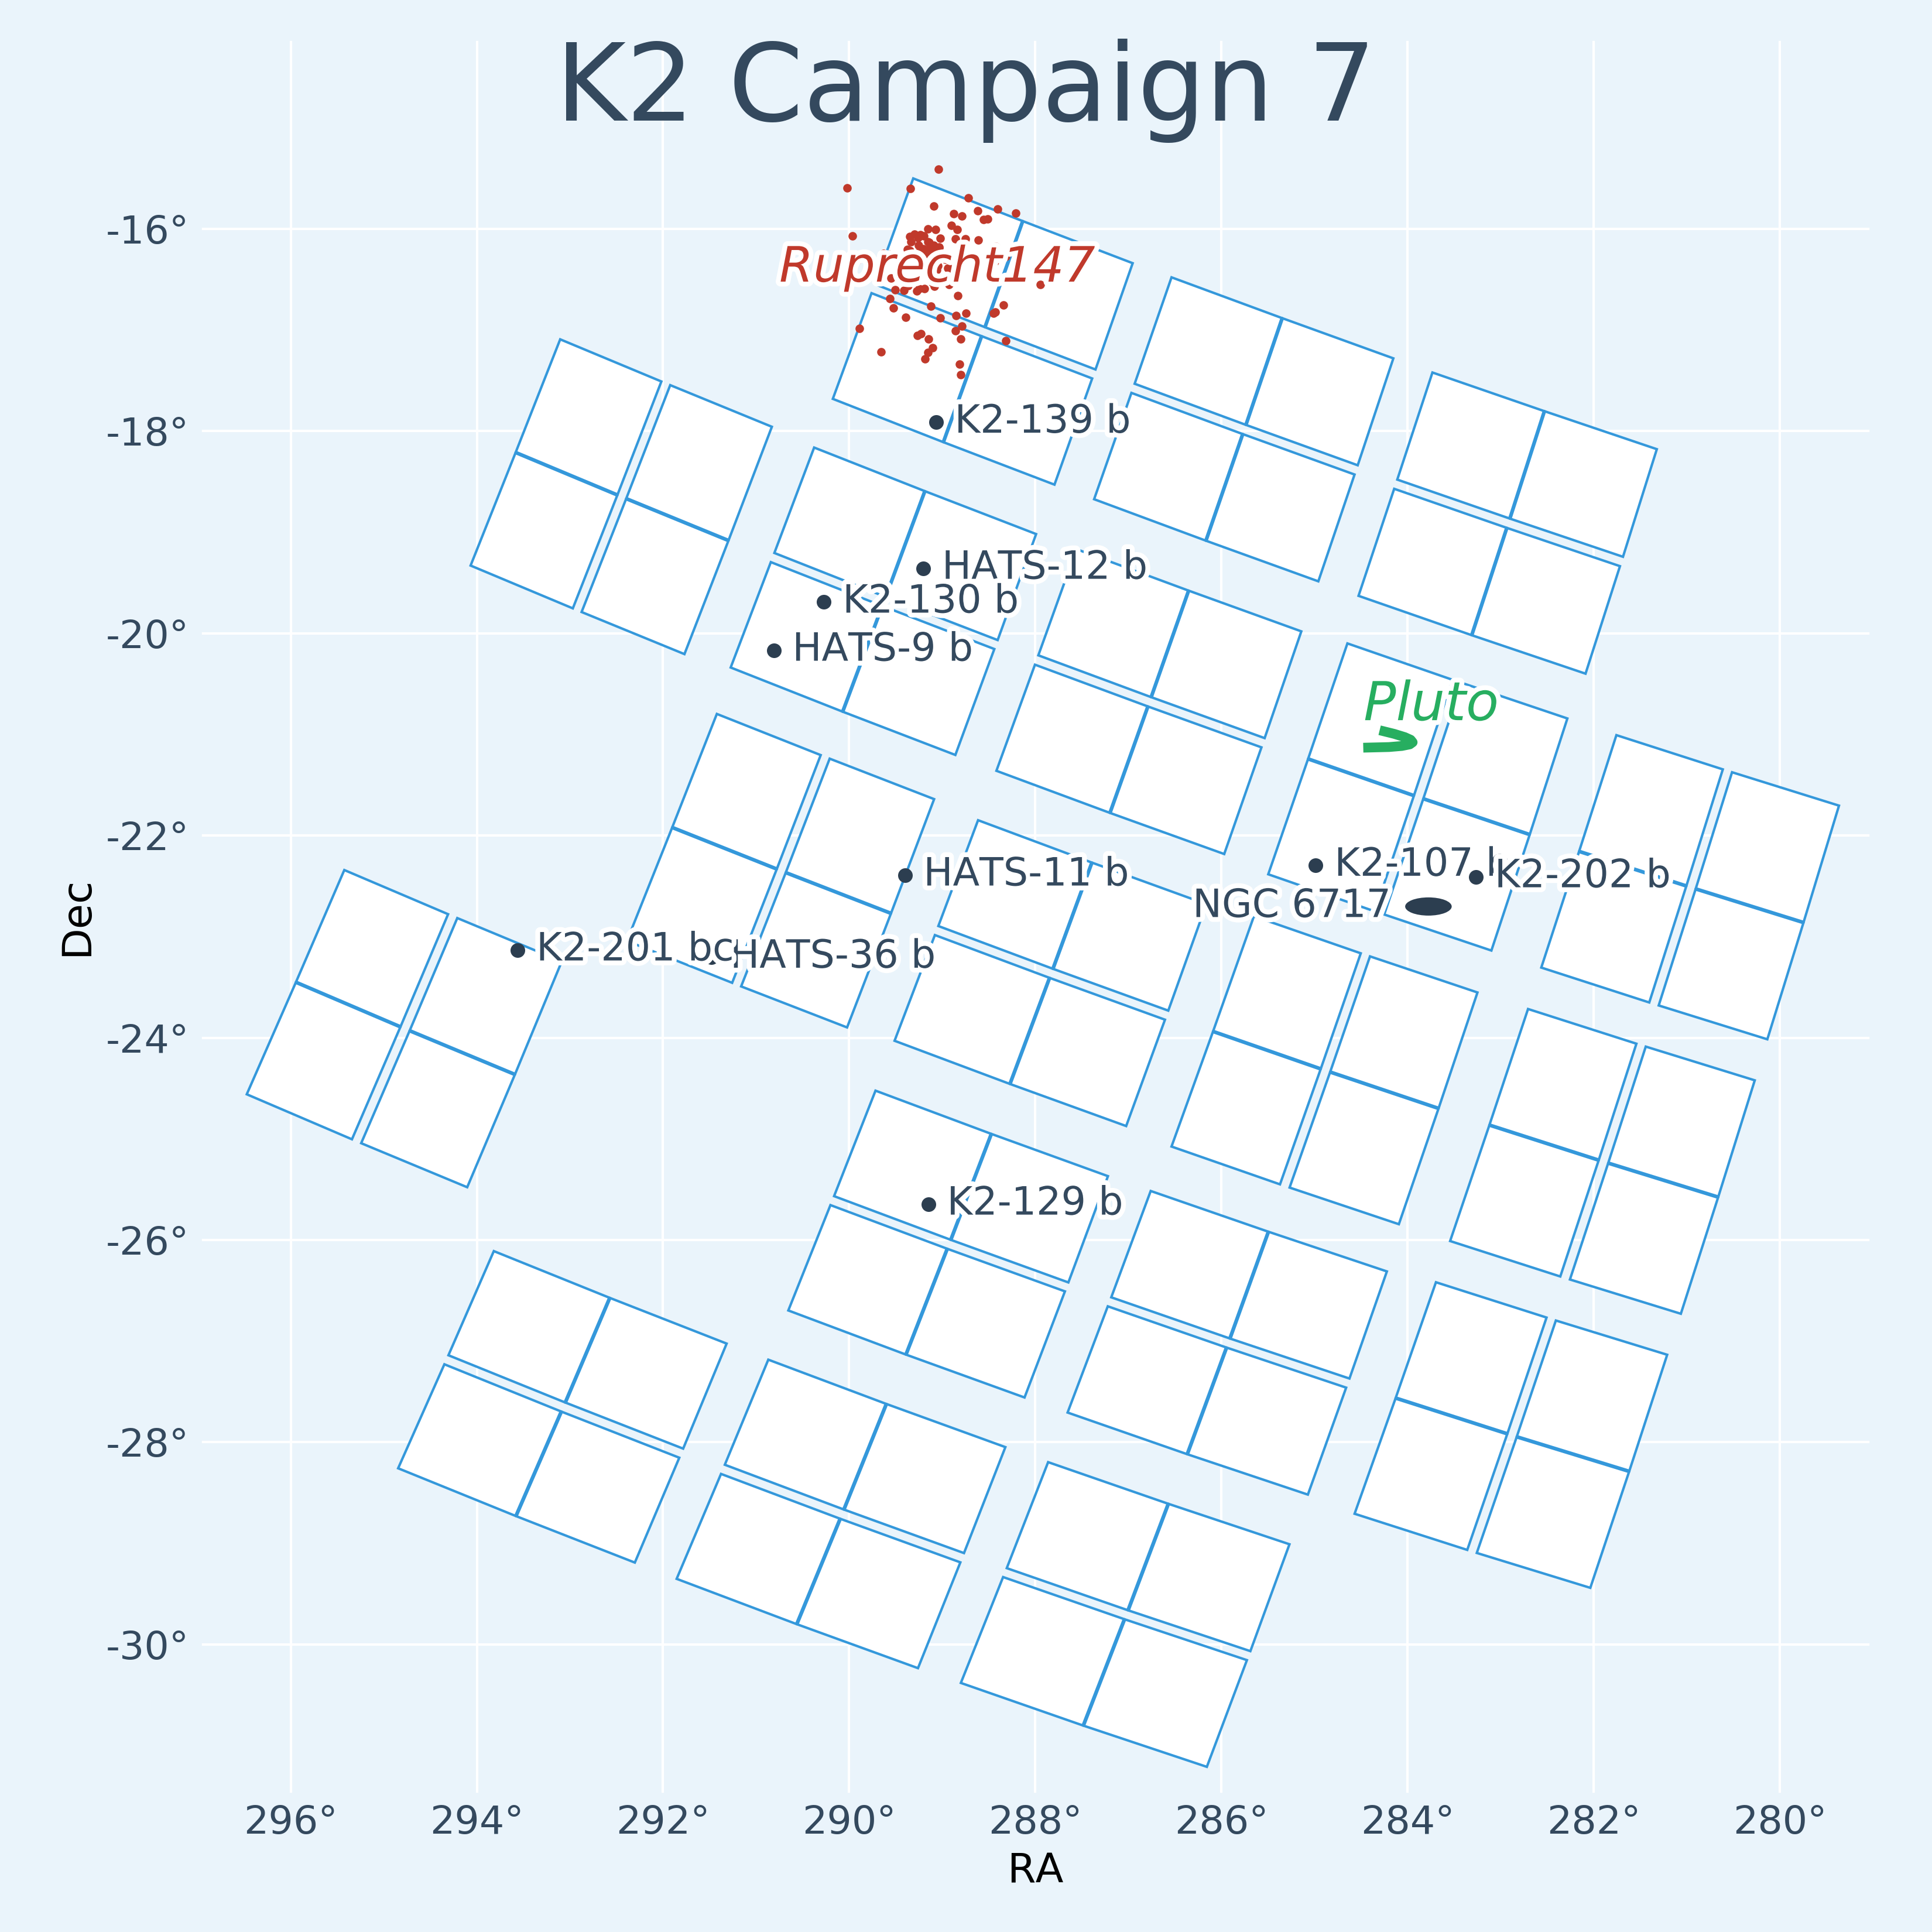 K2 Campaign 7
-16°
Ruprecht147
-18°
K2-139 b
HATS-12 b
K2-130 b
-20°
HATS-9 b
Pluto
-22°
K2-107
K2-202 b
HATS-11 b
NGC 6717
K2-201 bc
HATS-36 b
-24°
K2-129 b
-26°
-28°
-30°
Dec
296° 294° 292° 290° 288° 286° 284° 282° 280°
RA